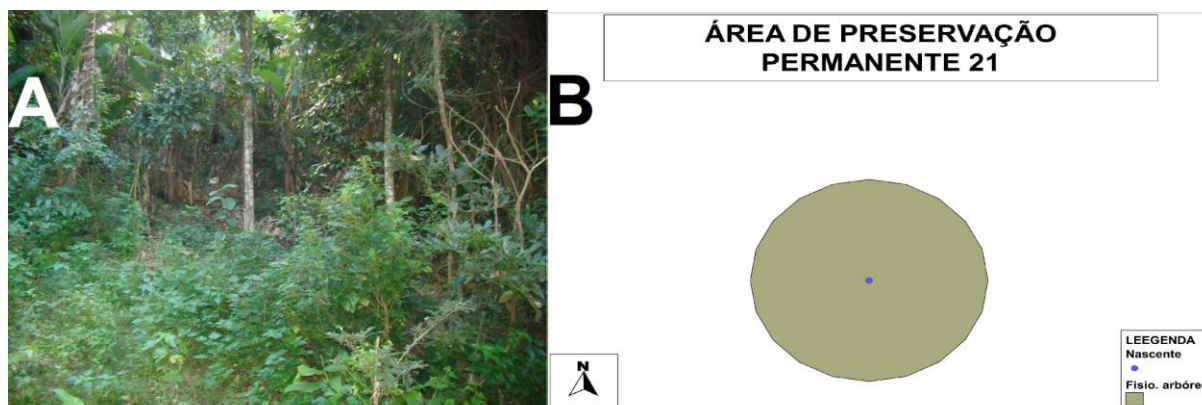 A
B
ÁREA DE PRESERVAÇÃO
PERMANENTE 21
N
LEEGENDA
Nascente
Fisio. arbóre